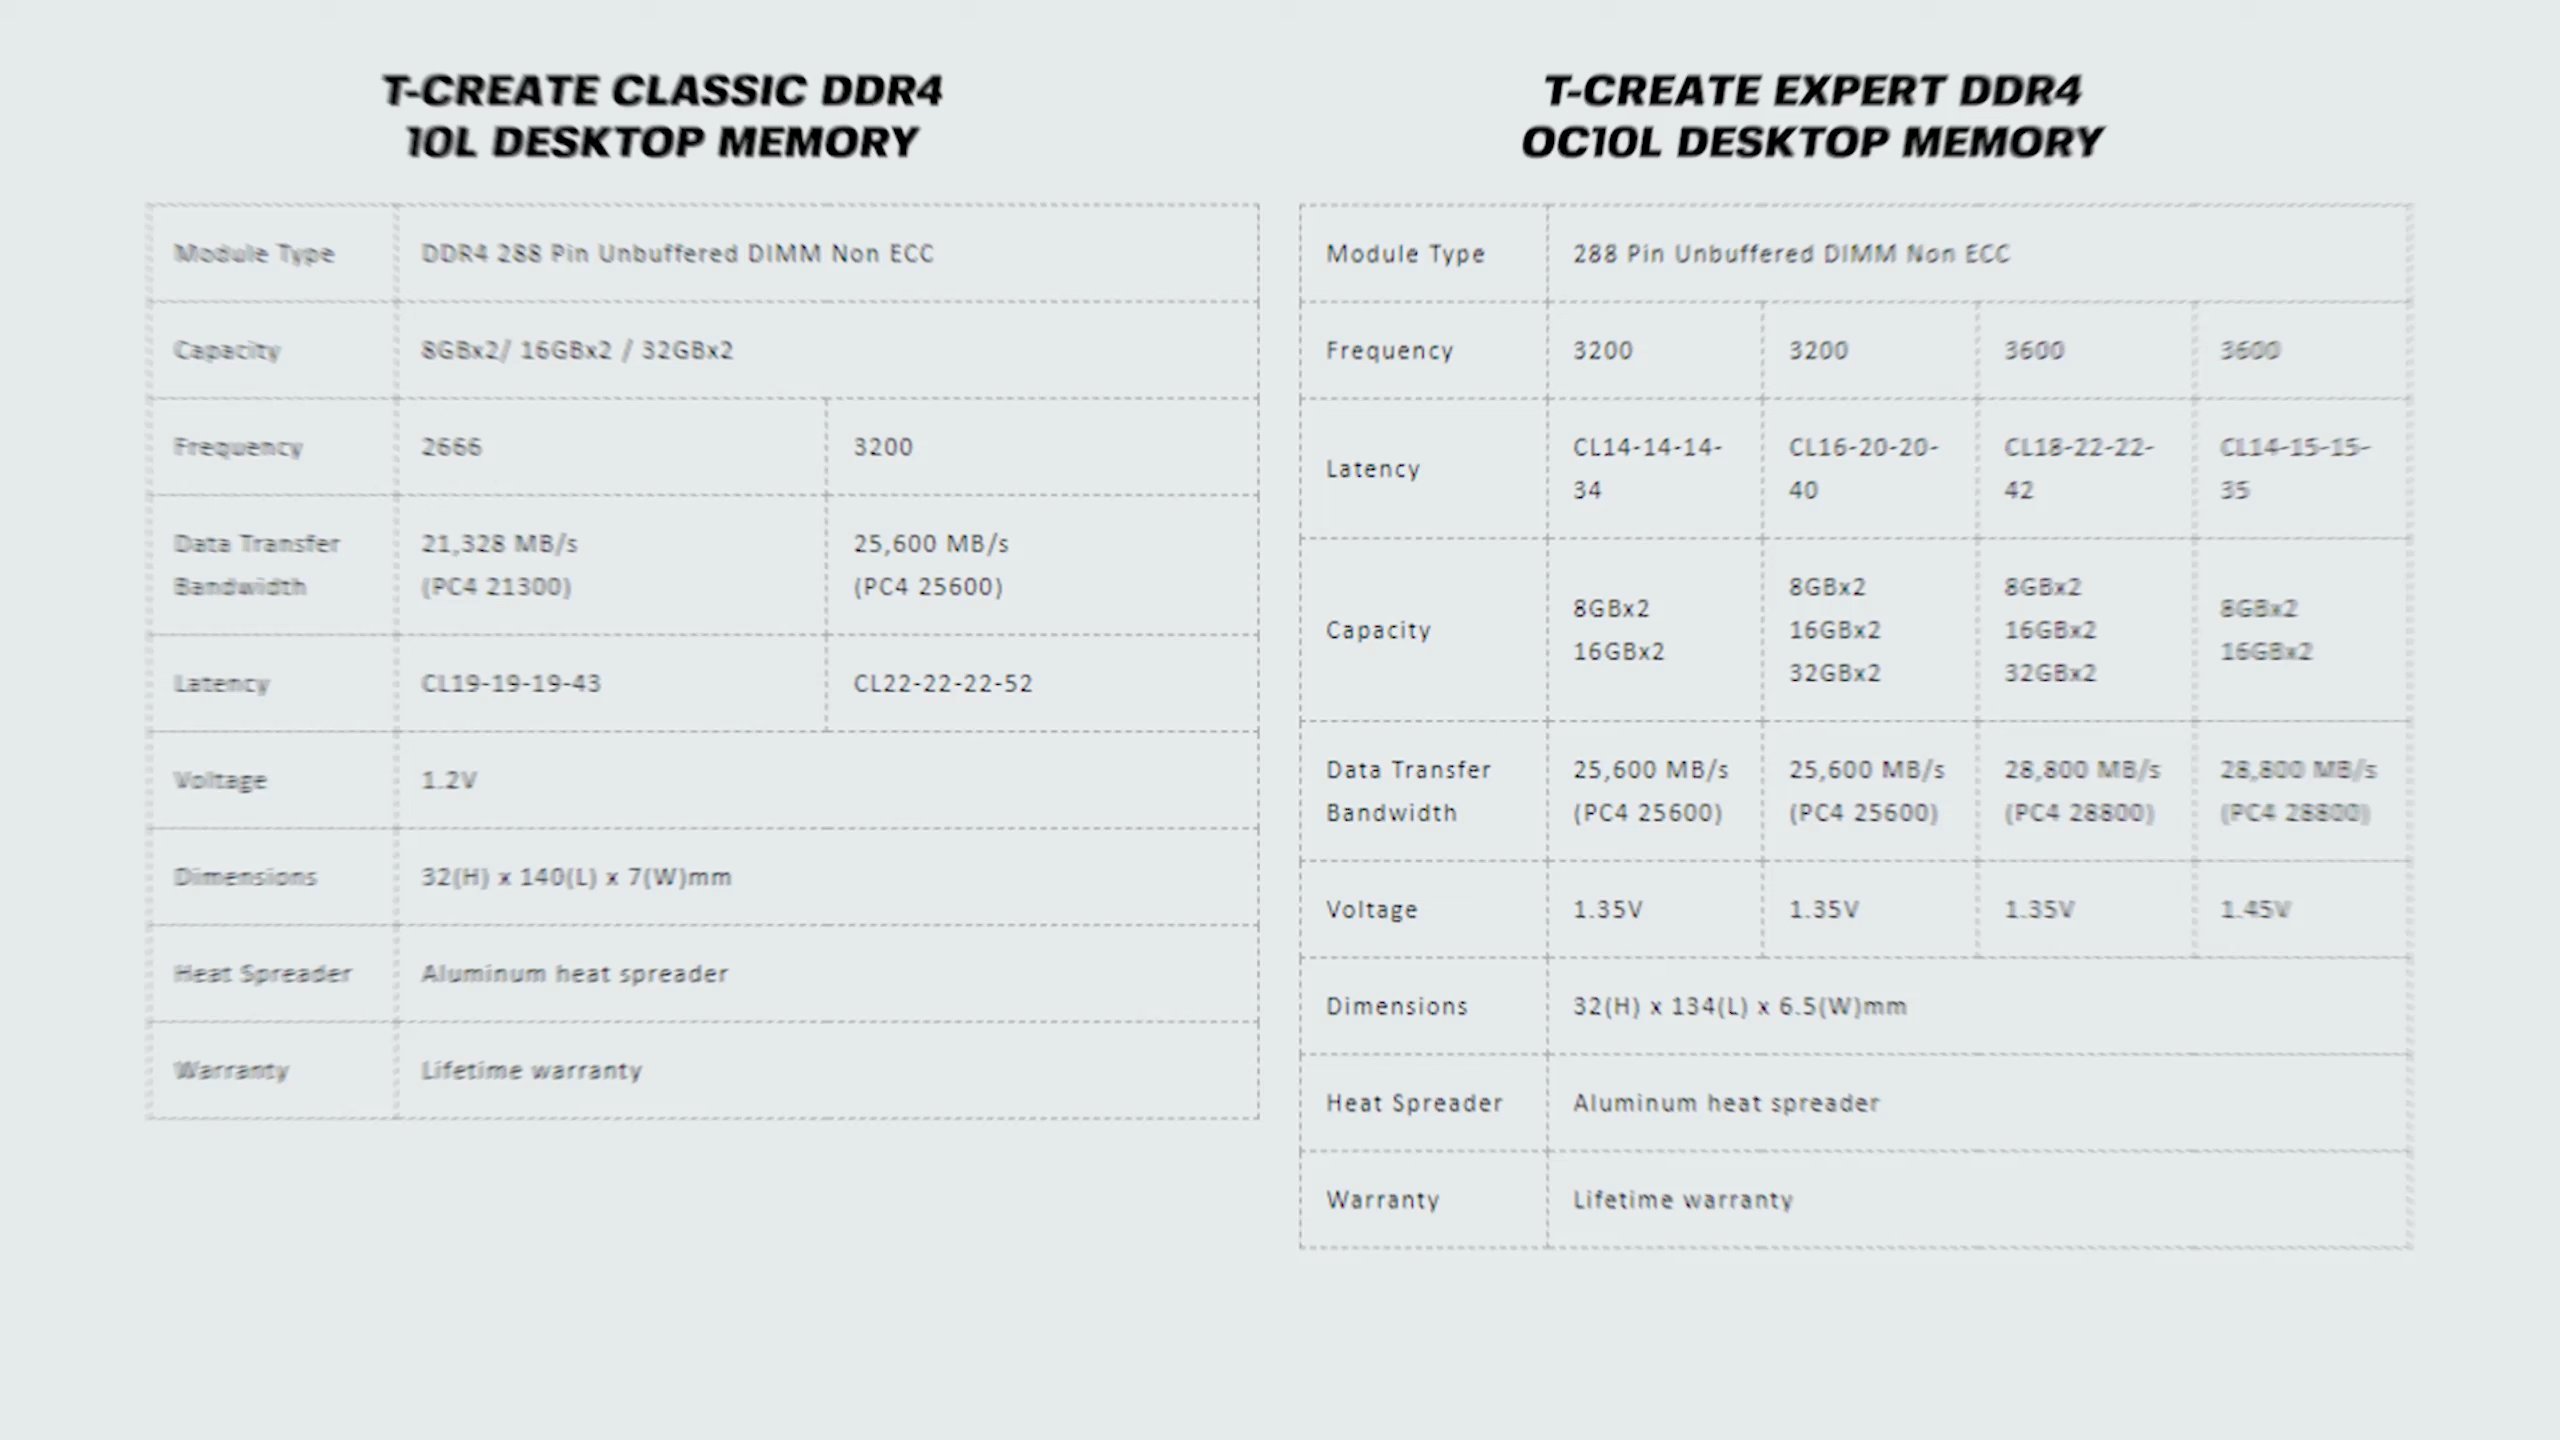 T-CREATE CLASSIC DDR4
10L DESKTOP MEMORY
Module Type DDR4 288 Pin Unbuffered DIMM Non ECC
Capacity 8GBx2/ 16GBx2 / 32GBx2
Frequency 2666 3200
Data Transfer Bandwidth 21,328 MB/s (PC4 21300) 25,600 MB/s (PC4 25600)
Latency CL19-19-19-43 CL22-22-22-52
Voltage 1.2V
Dimensions 32(H) x 140(L) x 7(W)mm
Heat Spreader Aluminum heat spreader
Warranty Lifetime warranty
T-CREATE EXPERT DDR4
OC10L DESKTOP MEMORY
Module Type 288 Pin Unbuffered DIMM Non ECC
Frequency 3200 3200 3600 3600
Latency CL14-14-14-34 CL16-20-20-40 CL18-22-22-42 CL14-15-15-35
Capacity 8GBx2 16GBx2 8GBx2 16GBx2 32GBx2 8GBx2 16GBx2 32GBx2 8GBx2 16GBx2
Data Transfer Bandwidth 25,600 MB/s (PC4 25600) 25,600 MB/s (PC4 25600) 28,800 MB/s (PC4 28800) 28,800 MB/s (PC4 28800)
Voltage 1.35V 1.35V 1.35V 1.45V
Dimensions 32(H) x 134(L) x 6.5(W)mm
Heat Spreader Aluminum heat spreader
Warranty Lifetime warranty